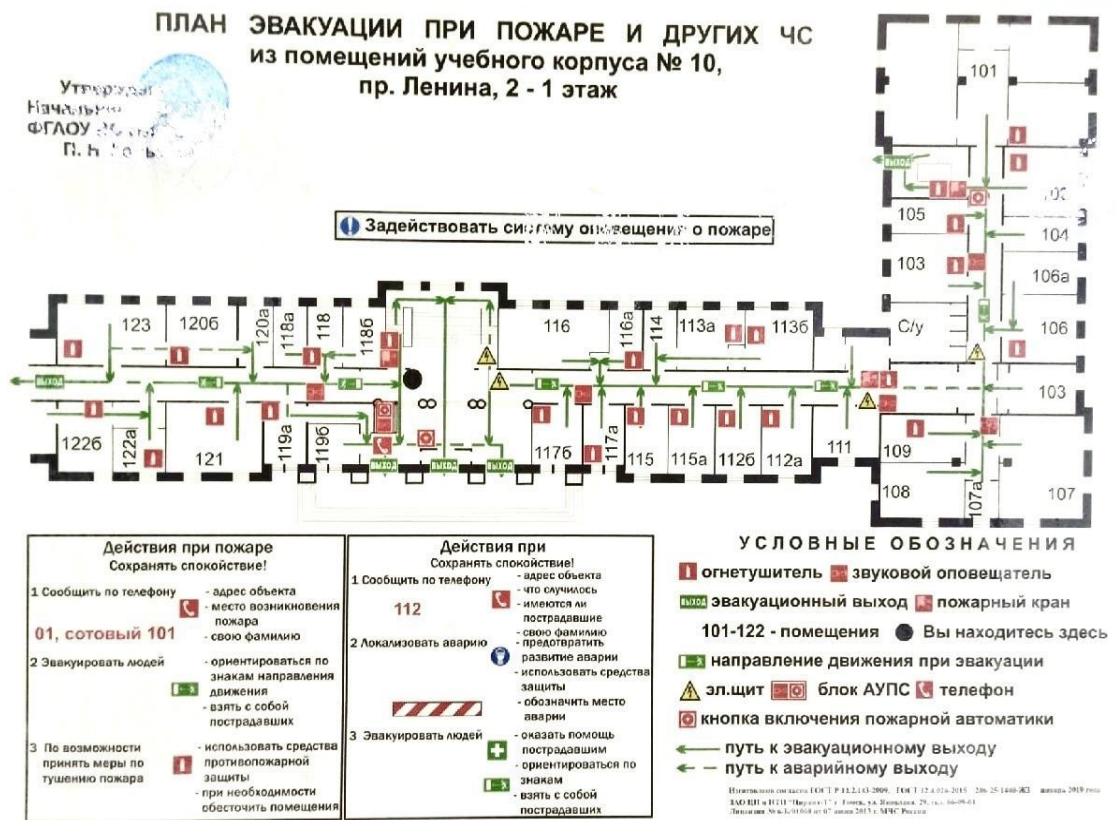 ПЛАН ЭВАКУАЦИИ ПРИ ПОЖАРЕ И ДРУГИХ ЧС
из помещений учебного корпуса № 10,
пр. Ленина, 2 - 1 этаж
ФГАОУ
Задействовать систему оповещения о пожаре
101
ВЫХОД
105
104
103
106а
С/у
106
103
109
108
107а
107
123
120б
120а
118а
118
118б
116
116а
114
113а
113б
ВЫХОД
122б
122а
121
119а
119б
117б
117а
115
115а
112б
112а
111
ВЫХОД
ВЫХОД
ВЫХОД
Действия при пожаре
Сохранять спокойствие!
1 Сообщить по телефону
01, сотовый 101
- адрес объекта
- место возникновения
пожара
- свою фамилию
2 Эвакуировать людей
- ориентироваться по
знакам направления
движения
- взять с собой
пострадавших
3 По возможности
принять меры по
тушению пожара
- использовать средства
противопожарной
защиты
- при необходимости
обесточить помещения
Действия при
Сохранять спокойствие!
1 Сообщить по телефону
112
- адрес объекта
- что случилось
- имеются ли
пострадавшие
- свою фамилию
2 Локализовать аварию
- предотвратить
развитие аварии
- использовать средства
защиты
- обозначить место
аварии
3 Эвакуировать людей
- оказать помощь
пострадавшим
- ориентироваться по
знакам
- взять с собой
пострадавших
УСЛОВНЫЕ ОБОЗНАЧЕНИЯ
огнетушитель звуковой оповещатель
ВЫХОД эвакуационный выход пожарный кран
101-122 - помещения Вы находитесь здесь
направление движения при эвакуации
эл.щит блок АУПС телефон
кнопка включения пожарной автоматики
путь к эвакуационному выходу
путь к аварийному выходу